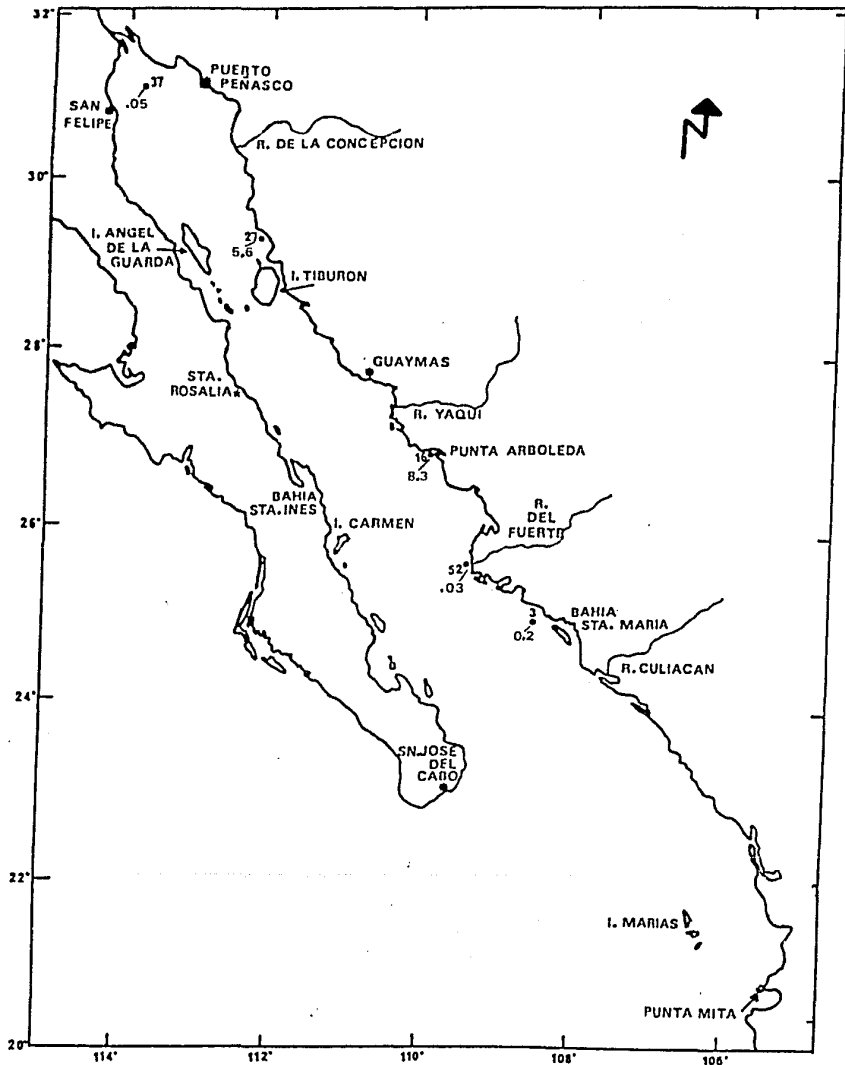 32°
PUERTO
PEÑASCO
37
.05
SAN
FELIPE
R. DE LA CONCEPCION
N
30°
I. ANGEL
DE LA
GUARDA
27
5.6
I. TIBURON
28°
GUAYMAS
STA.
ROSALIA
R. YAQUI
16
8.3
PUNTA ARBOLEDA
BAHIA
STA. INES
26°
I. CARMEN
R.
DEL
FUERTE
52
.03
3
0.2
BAHIA
STA. MARIA
R. CULIACAN
24°
SN. JOSE
DEL
CABO
22°
I. MARIAS
PUNTA MITA
20°
114°
112°
110°
108°
106°